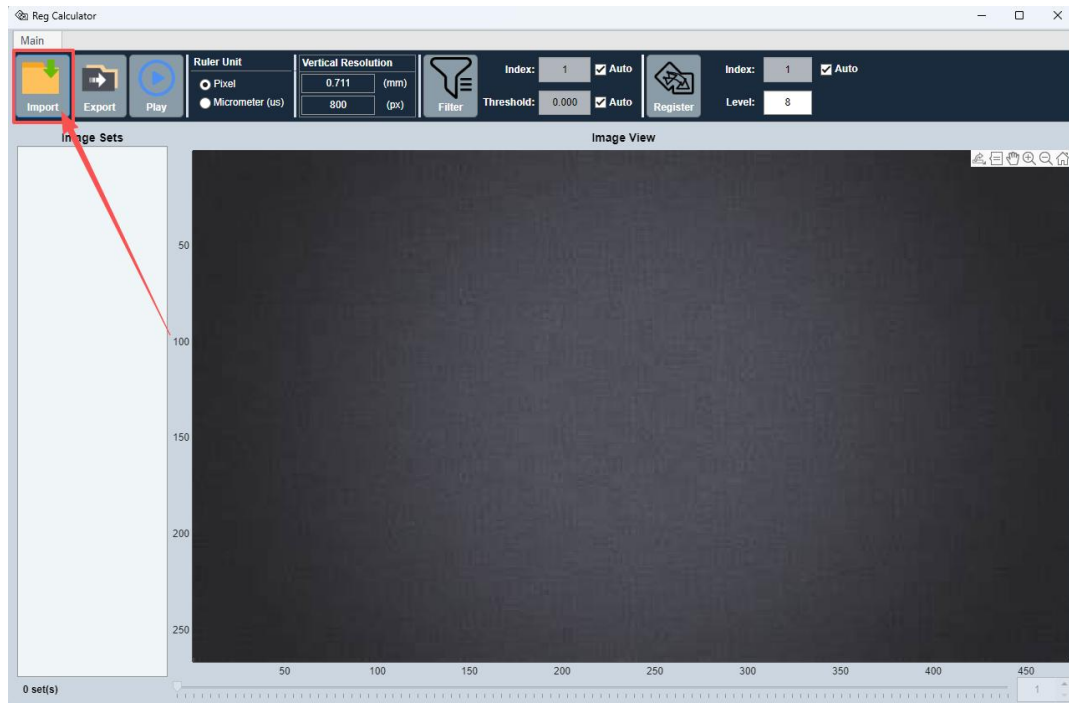 Reg Calculator
Main
Import
Export
Play
Ruler Unit
Pixel
Micrometer (us)
Vertical Resolution
0.711 (mm)
800 (px)
Filter
Index: 1 Auto
Threshold: 0.000 Auto
Register
Index: 1 Auto
Level: 8
Image Sets
Image View
50
100
150
200
250
50 100 150 200 250 300 350 400 450
0 set(s)
1